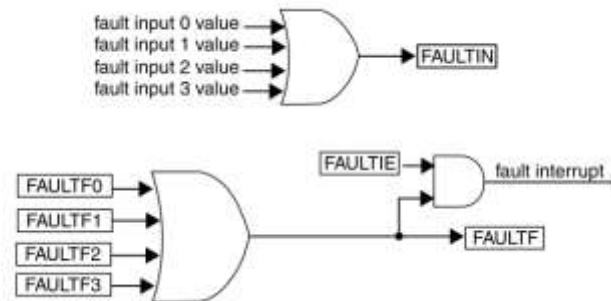 fault input 0 value
fault input 1 value
fault input 2 value
fault input 3 value
FAULTIN
FAULTIE
fault interrupt
FAULTF0
FAULTF1
FAULTF2
FAULTF3
FAULTF